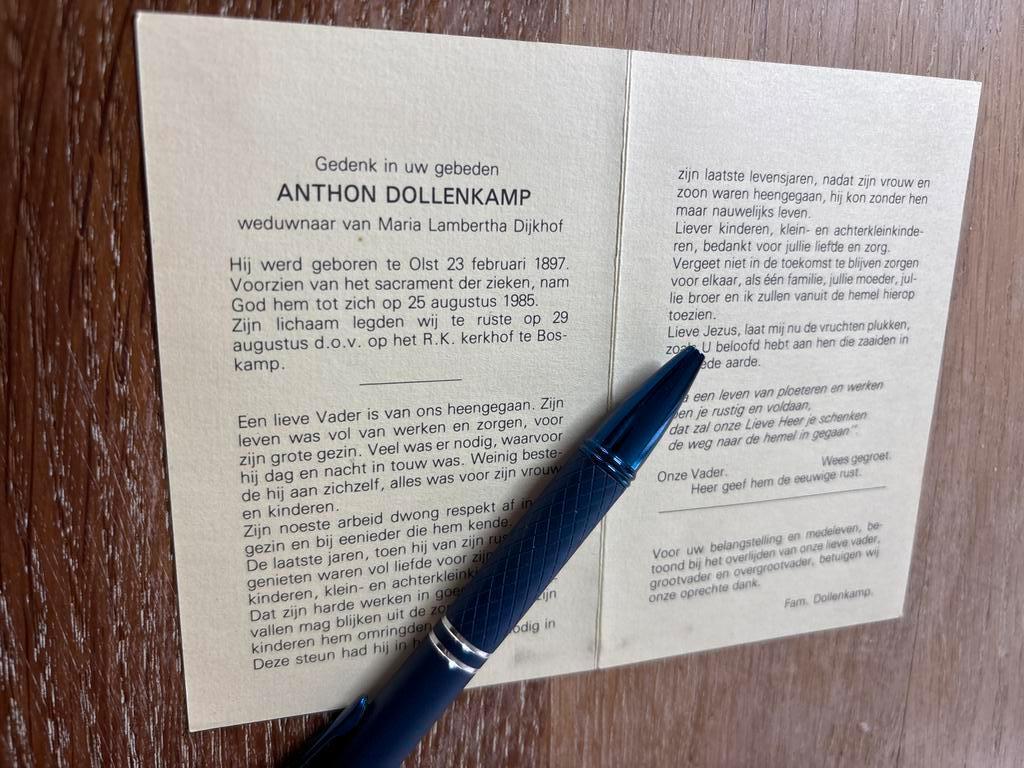 Gedenk in uw gebeden
ANTHON DOLLENKAMP
weduwnaar van Maria Lambertha Dijkhof
Hij werd geboren te Olst 23 februari 1897.
Voorzien van het sacrament der zieken, nam
God hem tot zich op 25 augustus 1985.
Zijn lichaam legden wij te ruste op 29
augustus d.o.v. op het R.K. kerkhof te Bos-
kamp.
Een lieve Vader is van ons heengegaan. Zijn
leven was vol van werken en zorgen, voor
zijn grote gezin. Veel was er nodig, waarvoor
hij dag en nacht in touw was. Weinig beste-
de hij aan zichzelf, alles was voor zijn vrouw
en kinderen.
Zijn noeste arbeid dwong respekt af in
gezin en bij eenieder die hem kende.
De laatste jaren, toen hij van zijn
genieten waren vol liefde voor zijn
kinderen, klein- en
Dat zijn harde werken in
vallen mag blijken uit de
kinderen hem omringden in
Deze steun had hij in
zijn laatste levensjaren, nadat zijn vrouw en
zoon waren heengegaan, hij kon zonder hen
maar nauwelijks leven.
Liever kinderen, klein- en achterkleinkinde-
ren, bedankt voor jullie liefde en zorg.
Vergeet niet in de toekomst te blijven zorgen
voor elkaar, als één familie, jullie moeder, jul-
lie broer en ik zullen vanuit de hemel hierop
toezien.
Lieve Jezus, laat mij nu de vruchten plukken,
U beloofd hebt aan hen die zaaiden in
aarde.
een leven van ploeteren en werken
je rustig en voldaan,
dat zal onze Lieve Heer je schenken
de weg naar de hemel in gegaan".
Wees gegroet.
Onze Vader.
Heer geef hem de eeuwige rust.
Voor uw belangstelling en medeleven, be-
toond bij het overlijden van onze lieve vader,
grootvader en overgrootvader, betuigen wij
onze oprechte dank.
Fam. Dollenkamp.